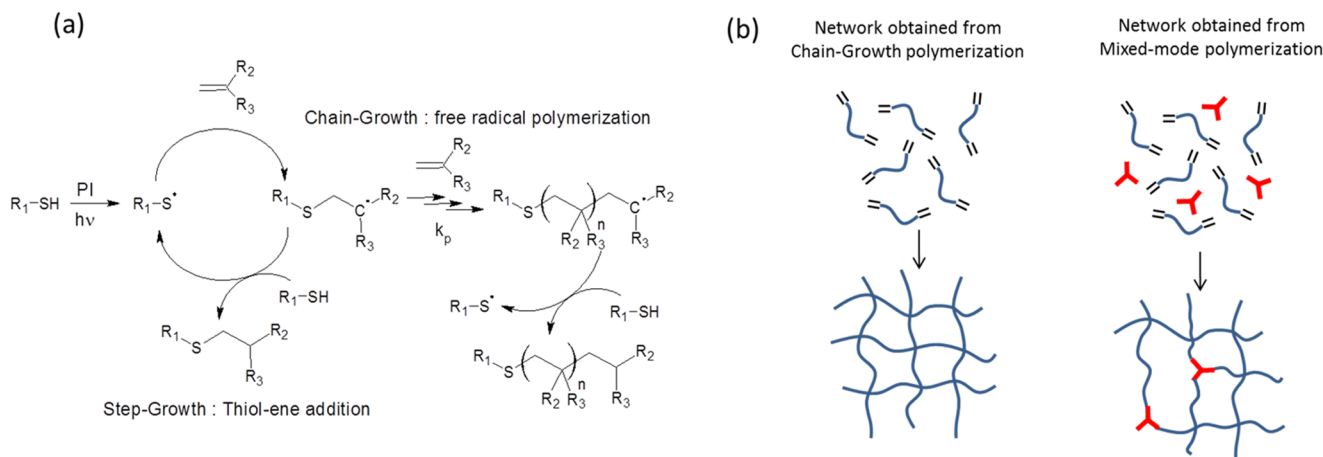 (a)
R2
R3
Chain-Growth : free radical polymerization
R2
R3
R1-SH
PI
hν
R1-S•
R1
S
C•
R2
R3
kp
R1
S
( )n
R2
R3
C•
R2
R3
R1-SH
R1-S•
R1-SH
R1
S
R2
R3
R1
S
( )n
R2
R3
R2
R3
Step-Growth : Thiol-ene addition
(b)
Network obtained from
Chain-Growth polymerization
Network obtained from
Mixed-mode polymerization